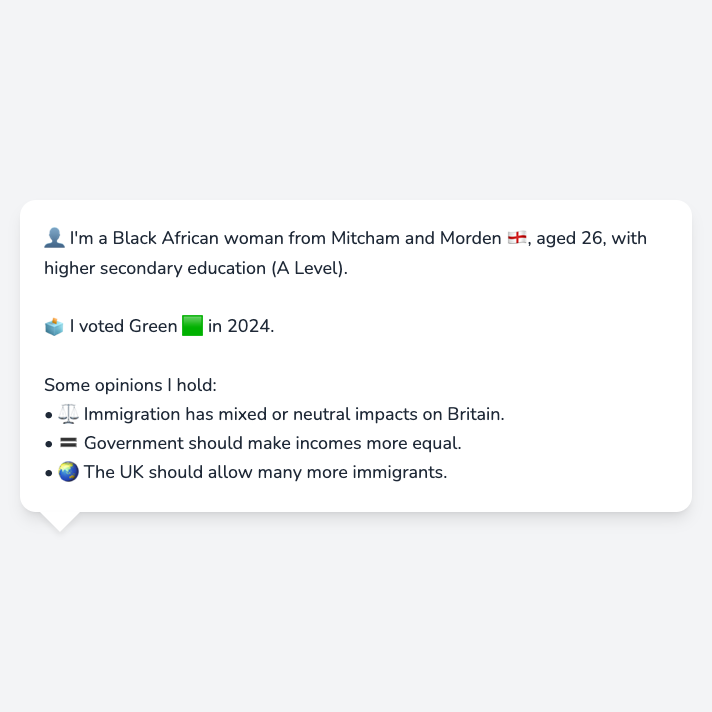 👤 I'm a Black African woman from Mitcham and Morden 🏴󠁧󠁢󠁥󠁮󠁧󠁿, aged 26, with
higher secondary education (A Level).
🗳️ I voted Green 🟩 in 2024.
Some opinions I hold:
• ⚖️ Immigration has mixed or neutral impacts on Britain.
• 🟰 Government should make incomes more equal.
• 🌏 The UK should allow many more immigrants.